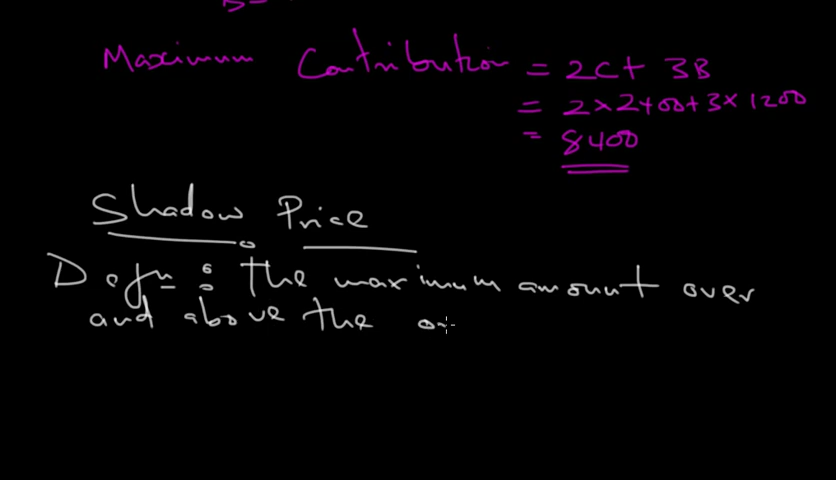 Maximum Contribution = 2C + 3B
= 2 × 2400 + 3 × 1200
= 8400
Shadow Price
Defn : the maximum amount over
and above the